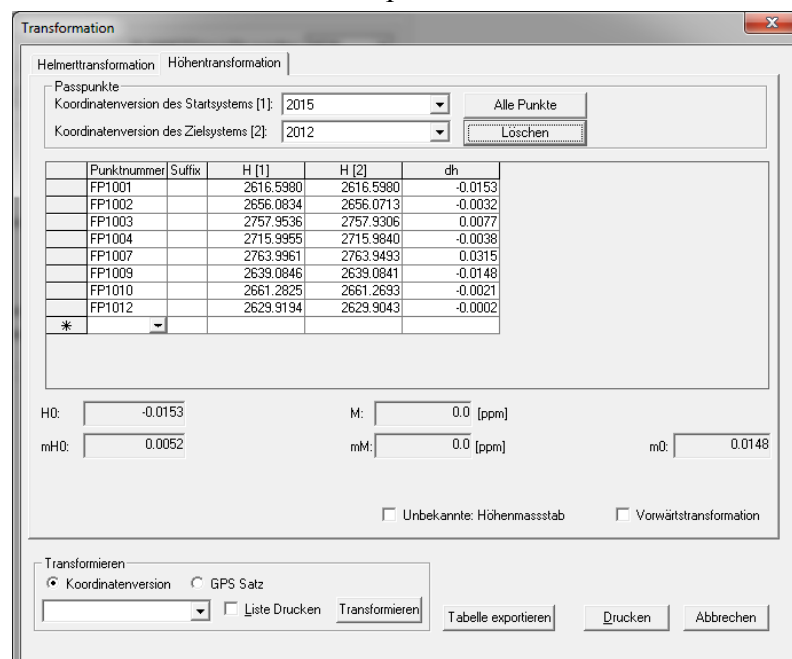 Transformation
Helmerttransformation Höhentransformation
Passpunkte
Koordinatenversion des Startsystems [1]: 2015 Alle Punkte
Koordinatenversion des Zielsystems [2]: 2012 Löschen
Punktnummer Suffix H [1] H [2] dh
FP1001 2616.5980 2616.5980 -0.0153
FP1002 2656.0834 2656.0713 -0.0032
FP1003 2757.9536 2757.9306 0.0077
FP1004 2715.9955 2715.9840 -0.0038
FP1007 2763.9961 2763.9493 0.0315
FP1009 2639.0846 2639.0841 -0.0148
FP1010 2661.2825 2661.2693 -0.0021
FP1012 2629.9194 2629.9043 -0.0002
H0: -0.0153 M: 0.0 [ppm]
mH0: 0.0052 mM: 0.0 [ppm] m0: 0.0148
Unbekannte: Höhenmassstab Vorwärtstransformation
Transformieren
Koordinatenversion GPS Satz
Liste Drucken Transformieren Tabelle exportieren Drucken Abbrechen